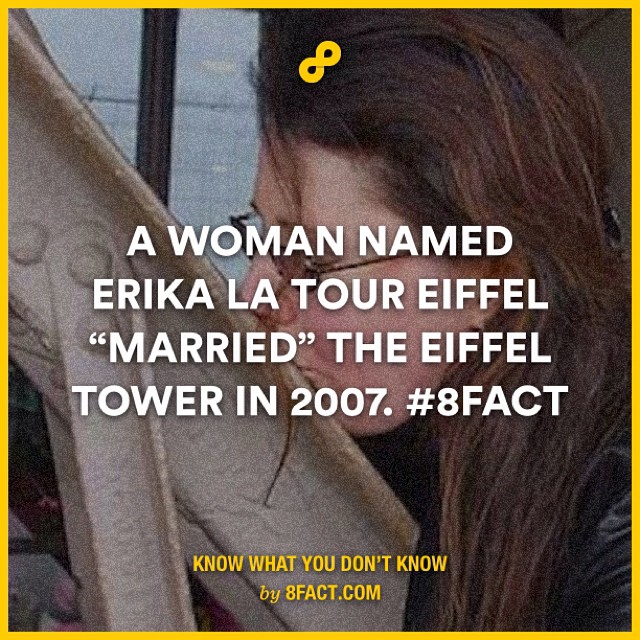 A WOMAN NAMED
ERIKA LA TOUR EIFFEL
“MARRIED” THE EIFFEL
TOWER IN 2007. #8FACT
KNOW WHAT YOU DON’T KNOW
by 8FACT.COM